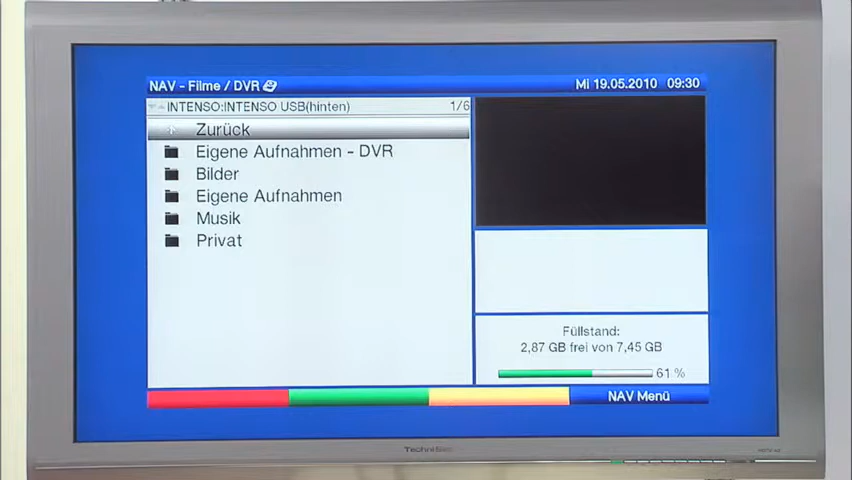 NAV - Filme / DVR
Mi 19.05.2010 09:30
INTENSO:INTENSO USB(hinten) 1/6
Zurück
Eigene Aufnahmen - DVR
Bilder
Eigene Aufnahmen
Musik
Privat
Füllstand:
2,87 GB frei von 7,45 GB
61 %
NAV Menü